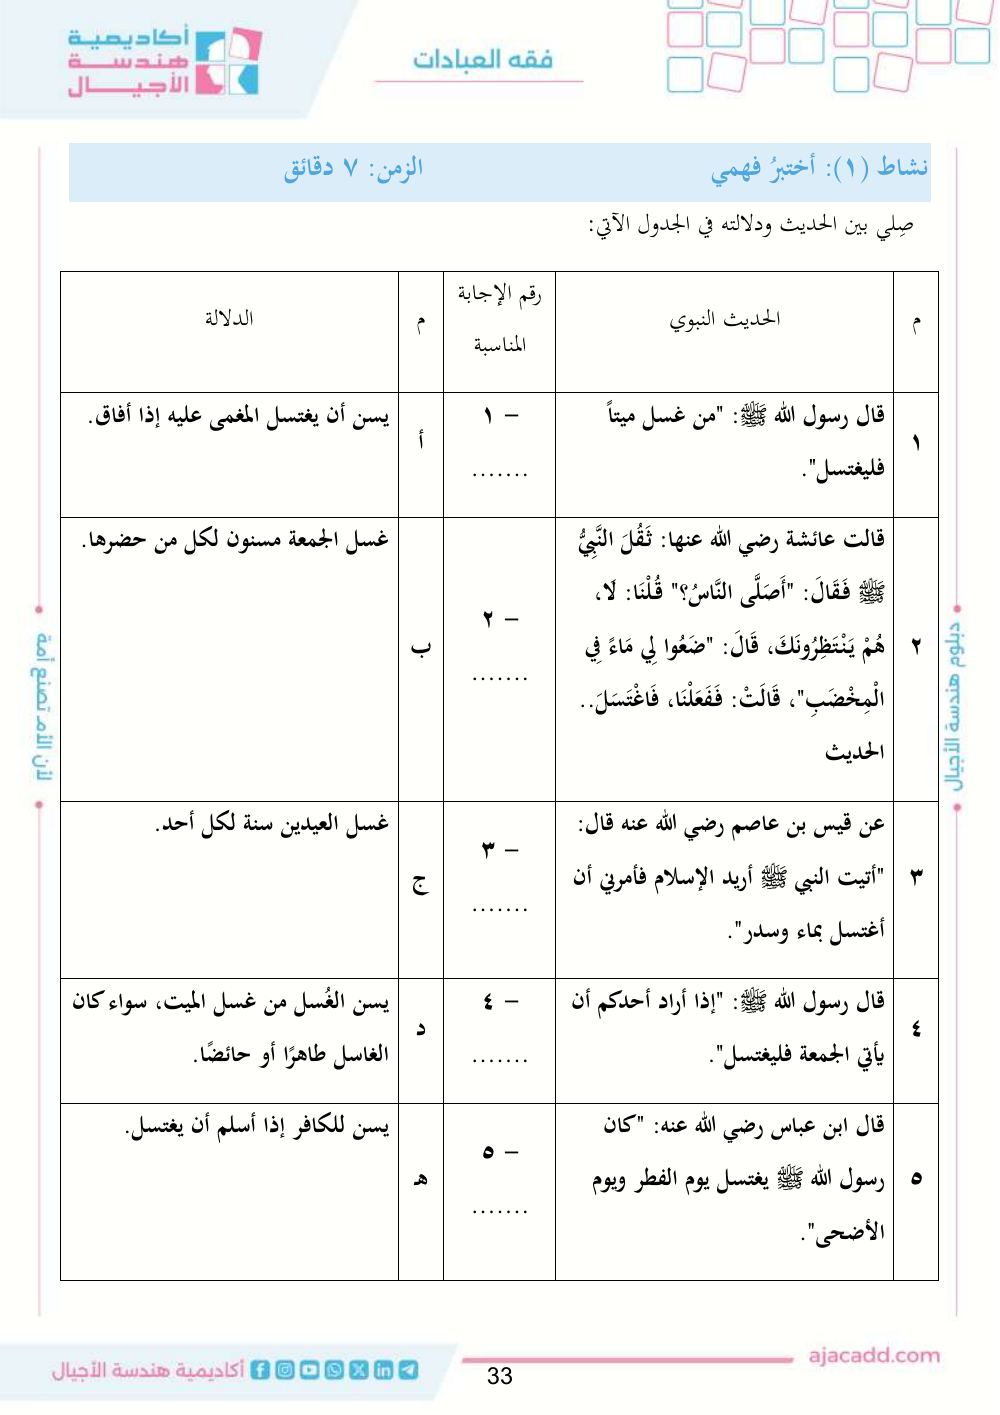 أكاديمية
هندسة
الأجيال
فقه العبادات
نشاط (١): أختبرُ فهمي الزمن: ٧ دقائق
صِلي بين الحديث ودلالته في الجدول الآتي:
م
الحديث النبوي
رقم الإجابة
المناسبة
م
الدلالة
١
قال رسول الله ﷺ: "من غسل ميتاً
فليغتسل".
١ –
.......
أ
يسن أن يغتسل المغمى عليه إذا أفاق.
٢
قالت عائشة رضي الله عنها: ثَقُلَ النَّبِيُّ
ﷺ فَقَالَ: "أَصَلَّى النَّاسُ؟" قُلْنَا: لَا،
هُمْ يَنْتَظِرُونَكَ، قَالَ: "ضَعُوا لِي مَاءً فِي
الْمِخْضَبِ"، قَالَتْ: فَفَعَلْنَا، فَاغْتَسَلَ..
الحديث
٢ –
.......
ب
غسل الجمعة مسنون لكل من حضرها.
٣
عن قيس بن عاصم رضي الله عنه قال:
"أتيت النبي ﷺ أريد الإسلام فأمرني أن
أغتسل بماء وسدر".
٣ –
.......
ج
غسل العيدين سنة لكل أحد.
٤
قال رسول الله ﷺ: "إذا أراد أحدكم أن
يأتي الجمعة فليغتسل".
٤ –
.......
د
يسن الغُسل من غسل الميت، سواء كان
الغاسل طاهرًا أو حائضًا.
٥
قال ابن عباس رضي الله عنه: "كان
رسول الله ﷺ يغتسل يوم الفطر ويوم
الأضحى".
٥ –
.......
هـ
يسن للكافر إذا أسلم أن يغتسل.
دبلوم هندسة الأجيال
لأن الأم تصنع أمة
أكاديمية هندسة الأجيال
33
ajacadd.com